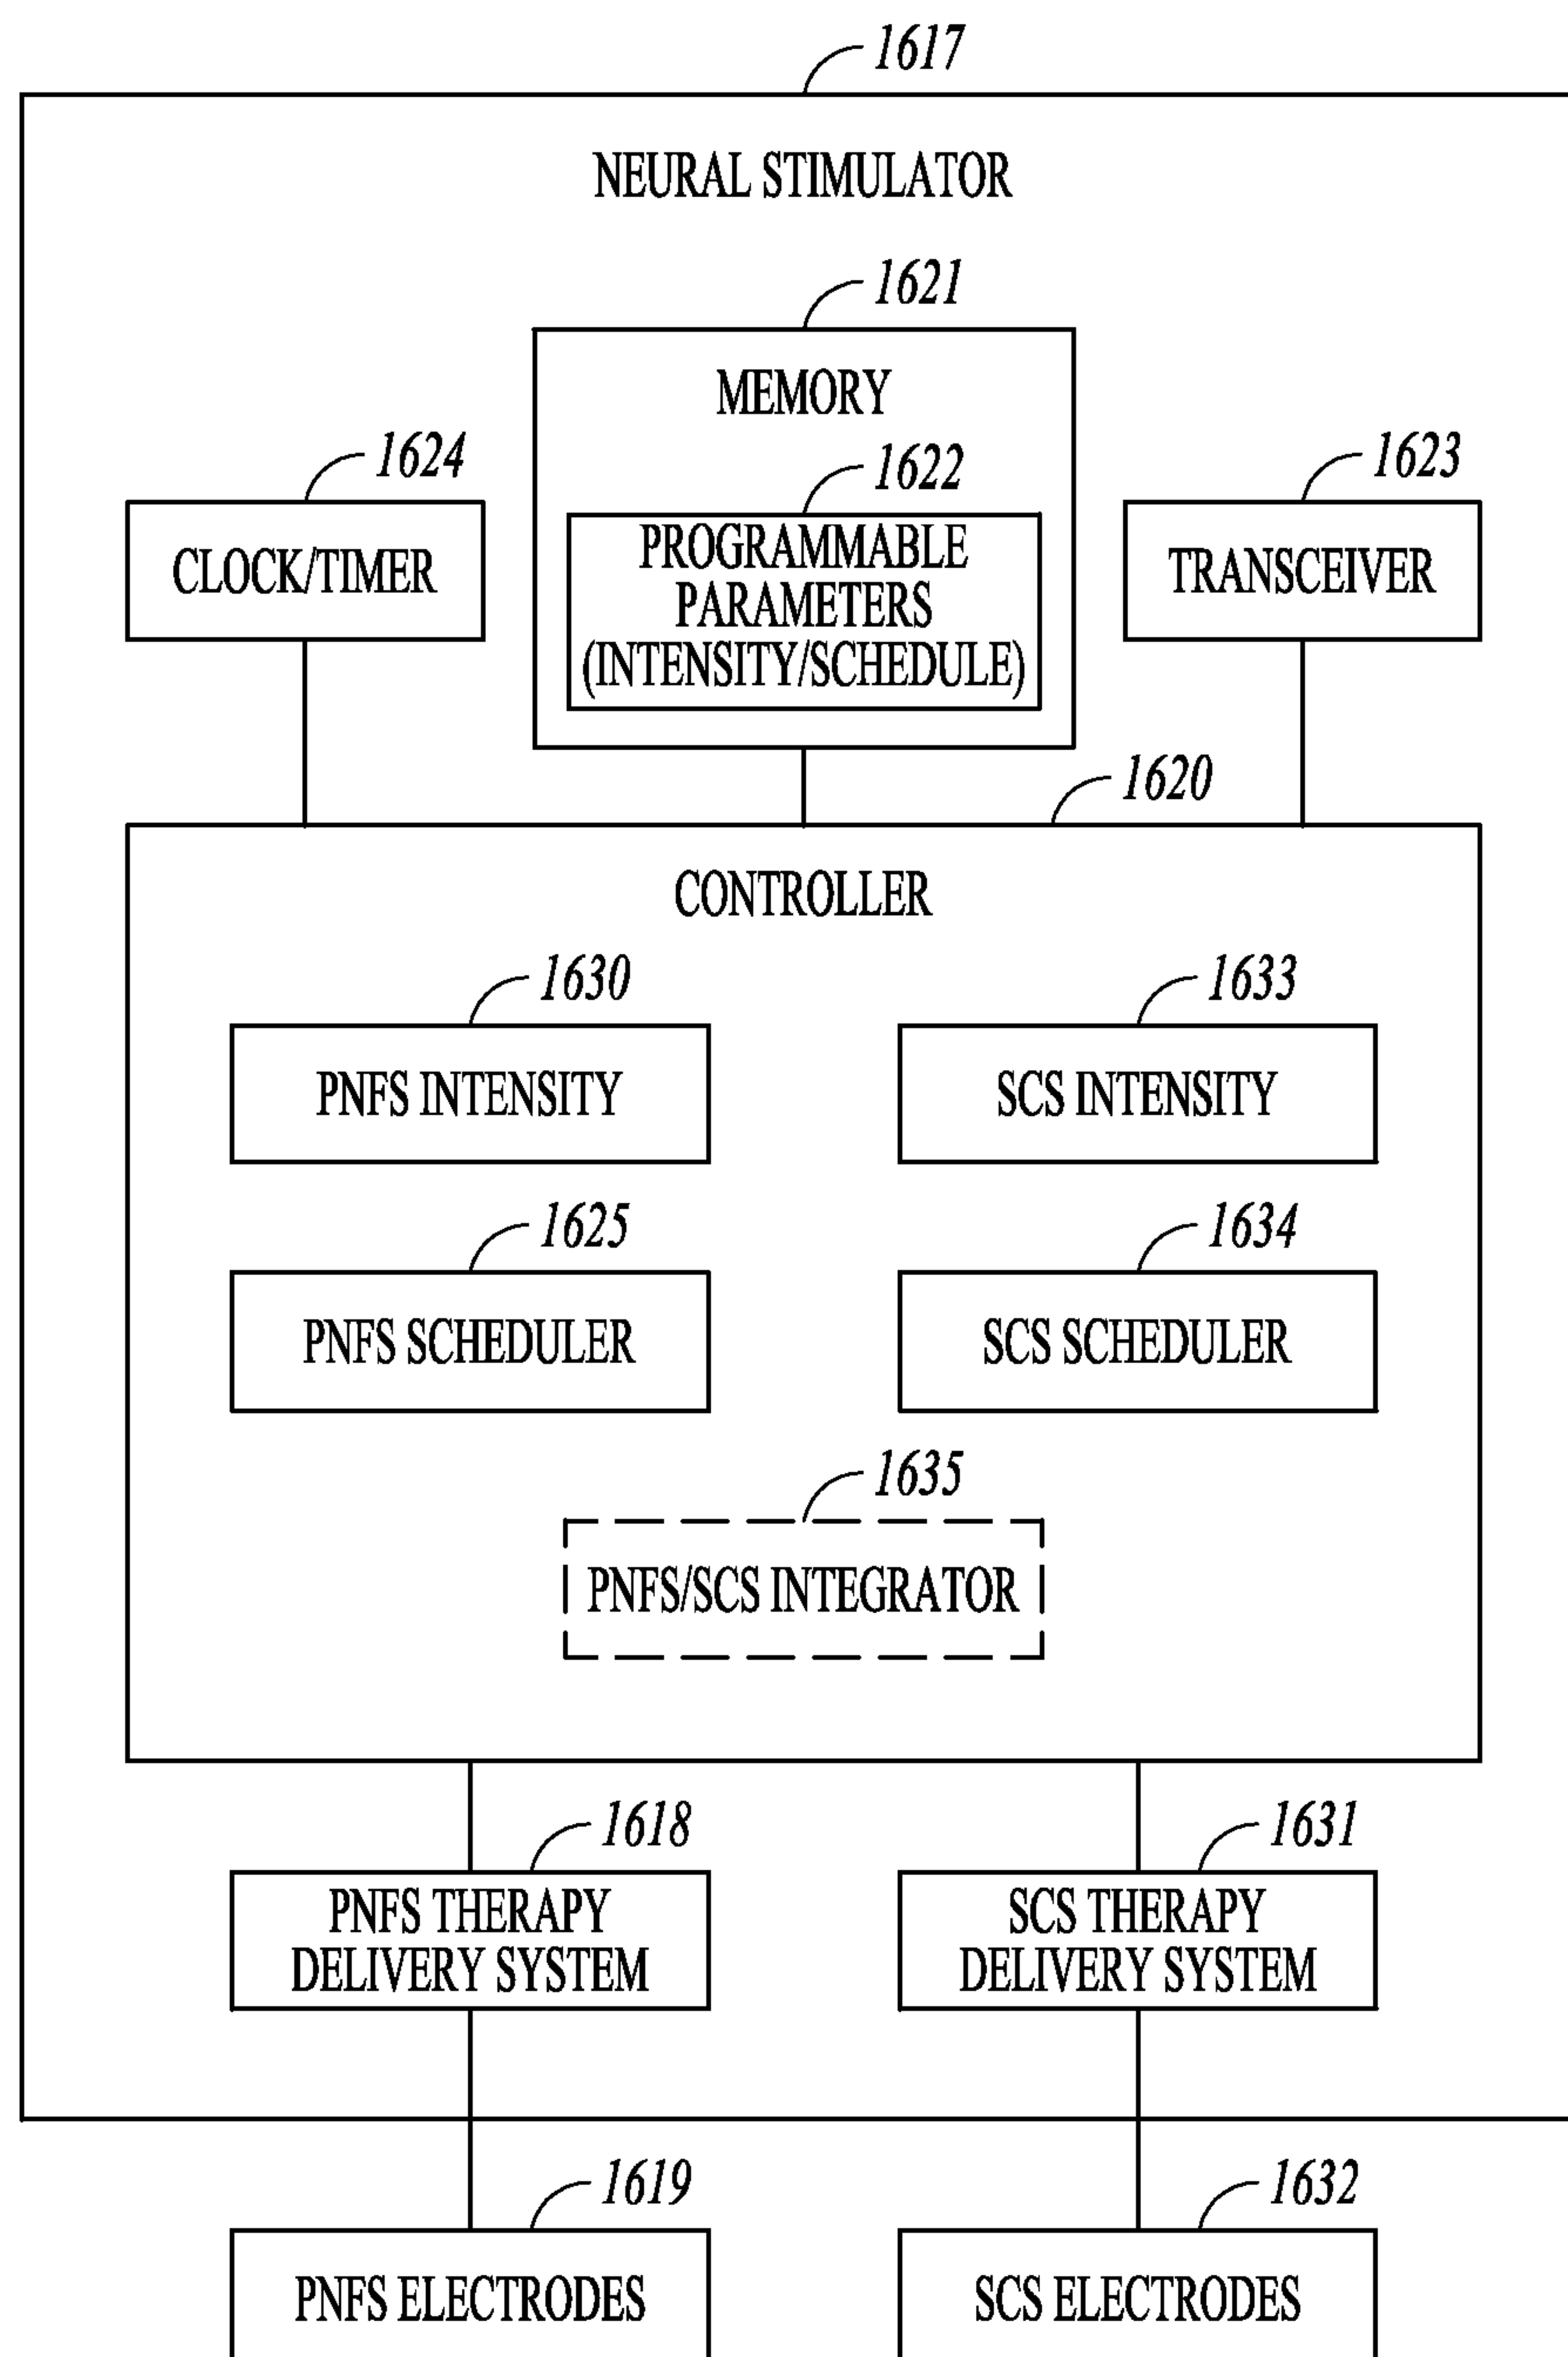 1617
NEURAL STIMULATOR
1621
MEMORY
1624
1622
1623
CLOCK/TIMER
PROGRAMMABLE
PARAMETERS
(INTENSITY/SCHEDULE)
TRANSCEIVER
1620
CONTROLLER
1630
1633
PNFS INTENSITY
SCS INTENSITY
1625
1634
PNFS SCHEDULER
SCS SCHEDULER
1635
PNFS/SCS INTEGRATOR
1618
1631
PNFS THERAPY
DELIVERY SYSTEM
SCS THERAPY
DELIVERY SYSTEM
1619
1632
PNFS ELECTRODES
SCS ELECTRODES